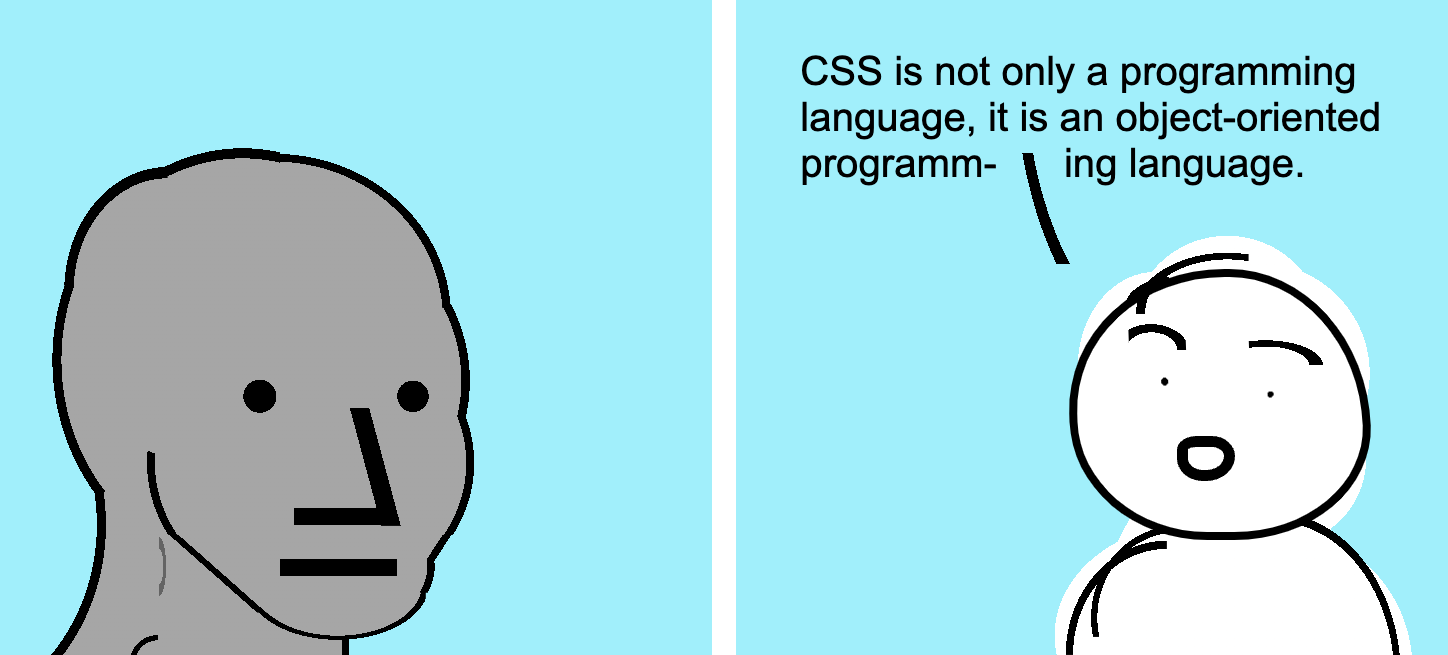 CSS is not only a programming
language, it is an object-oriented
programm- ing language.